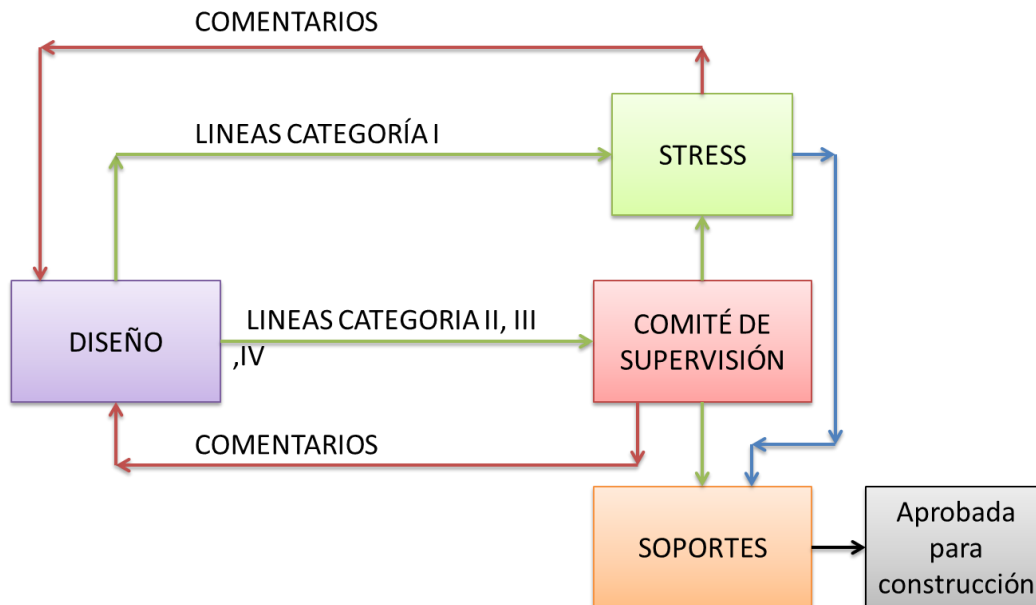 COMENTARIOS
LINEAS CATEGORÍA I
STRESS
DISEÑO
LINEAS CATEGORIA II, III
,IV
COMITÉ DE
SUPERVISIÓN
COMENTARIOS
SOPORTES
Aprobada
para
construcción